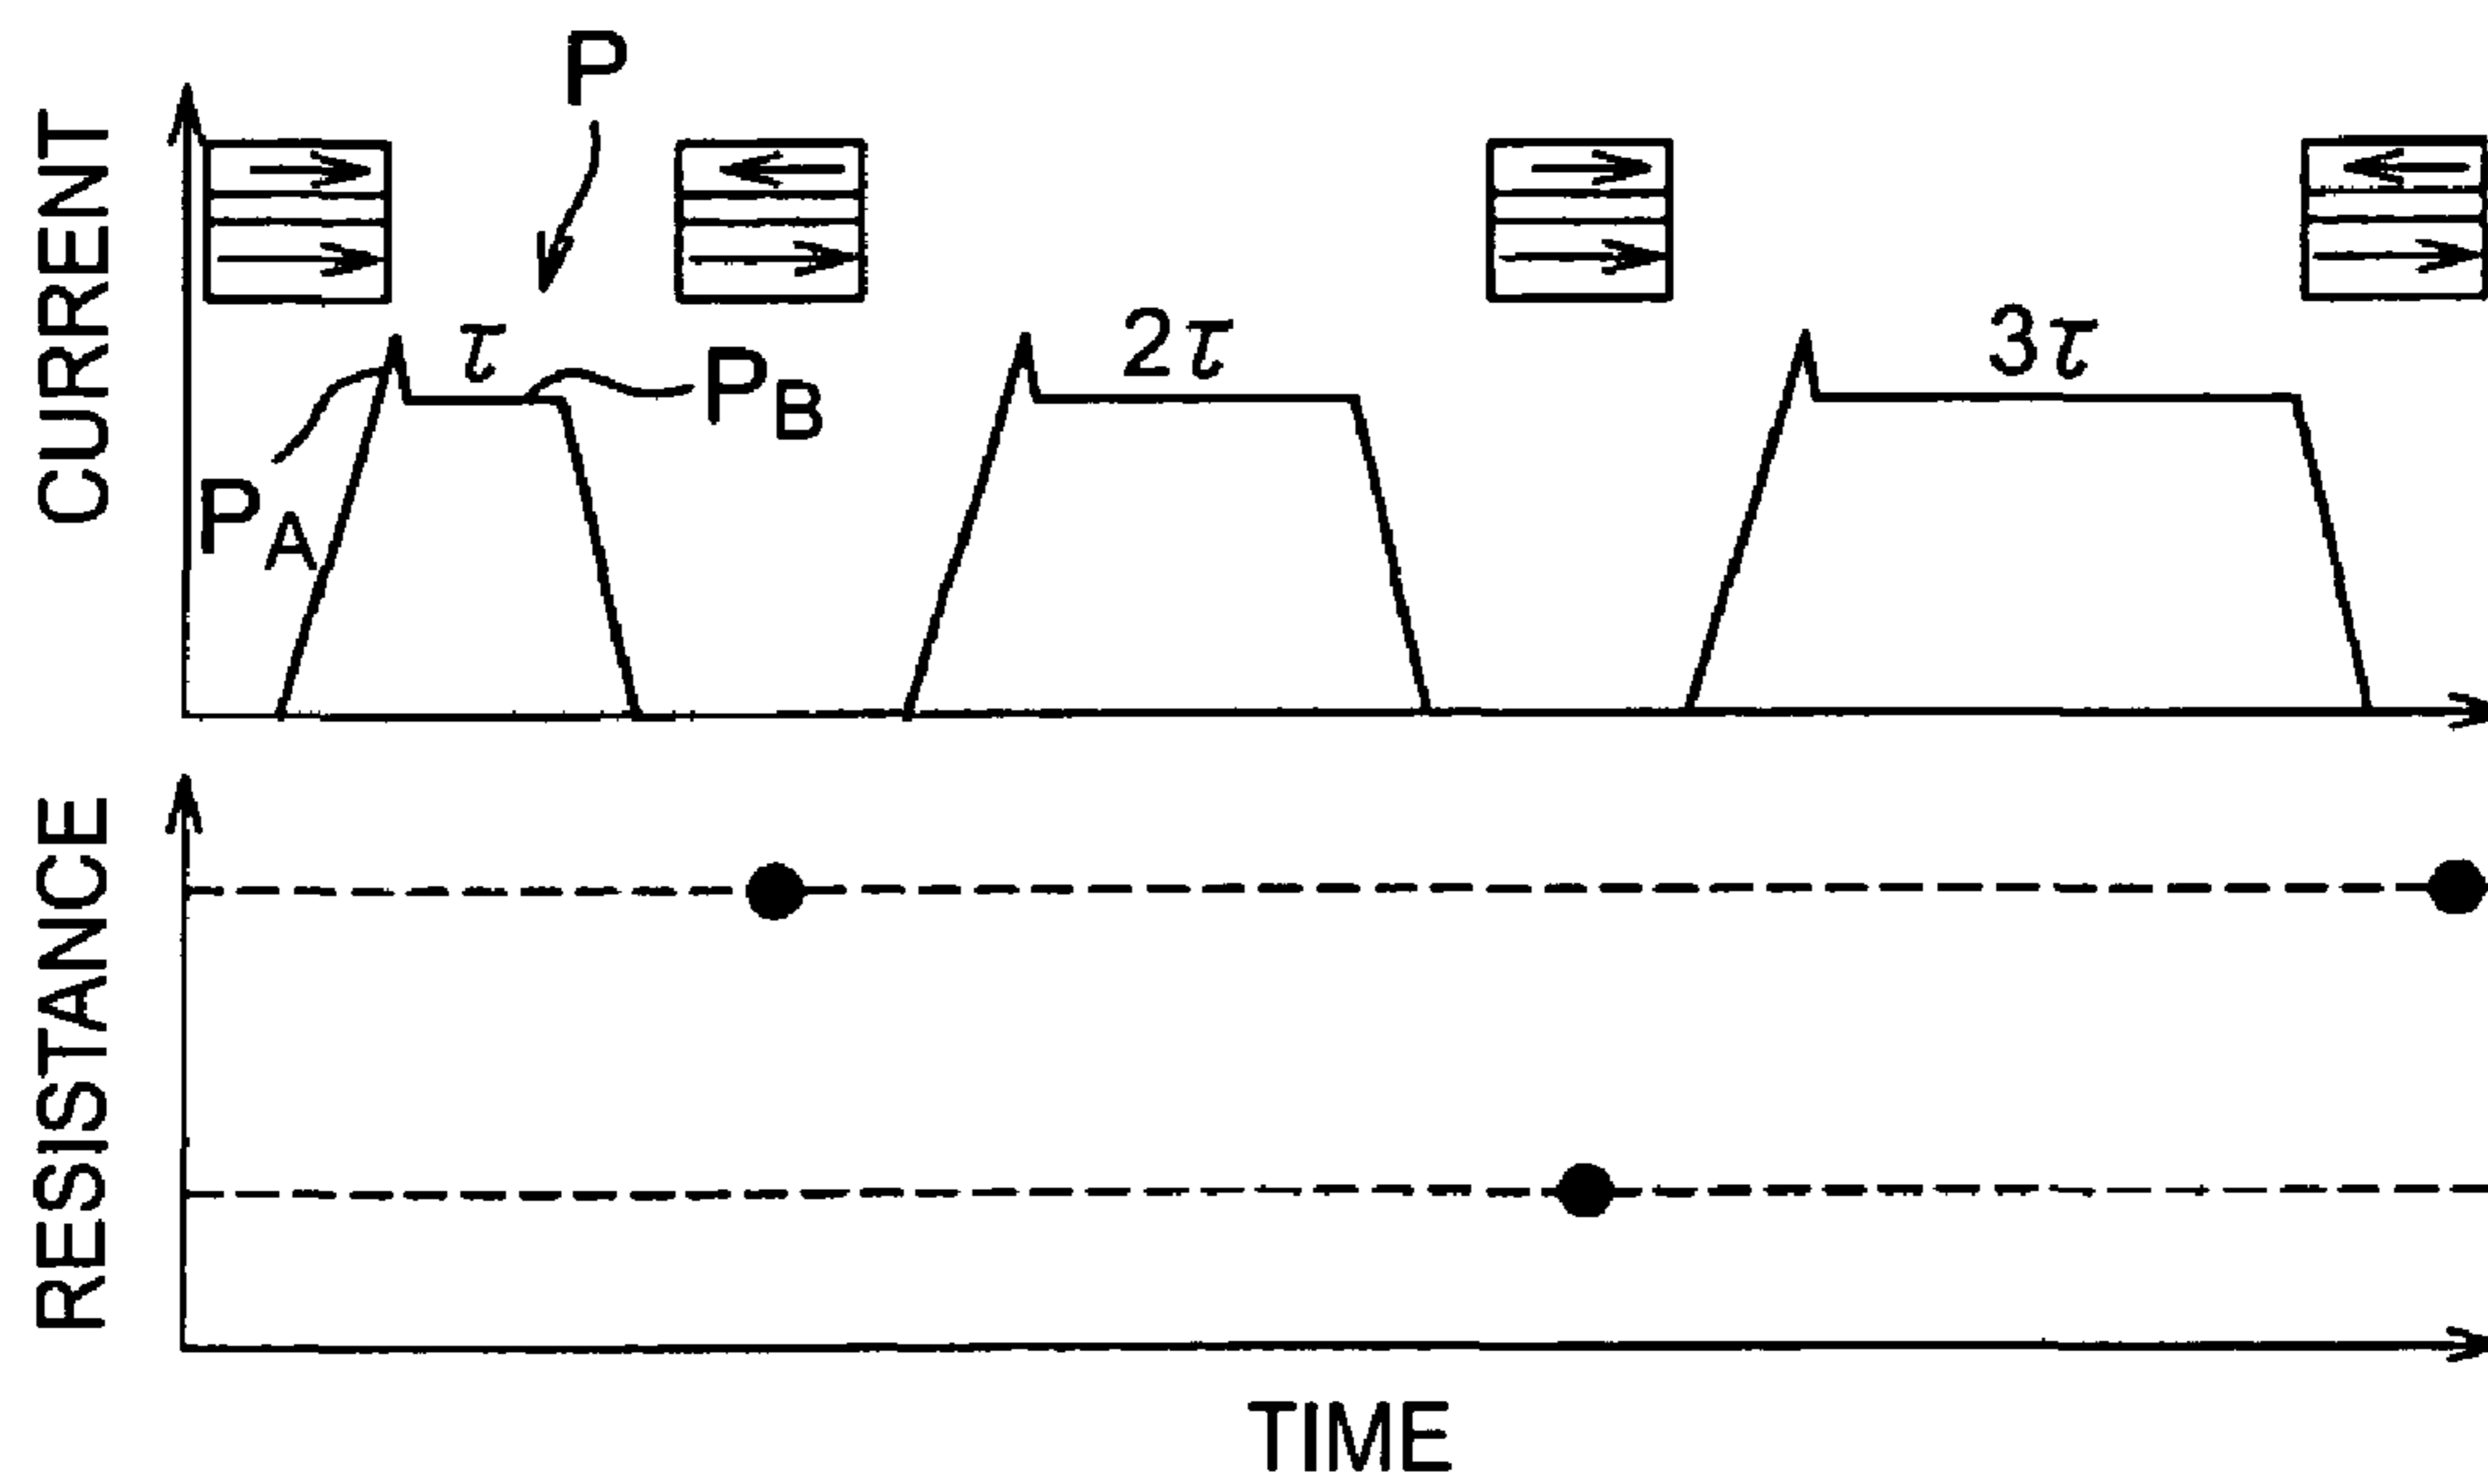 CURRENT
P
τ
P_B
P_A
2τ
3τ
RESISTANCE
TIME